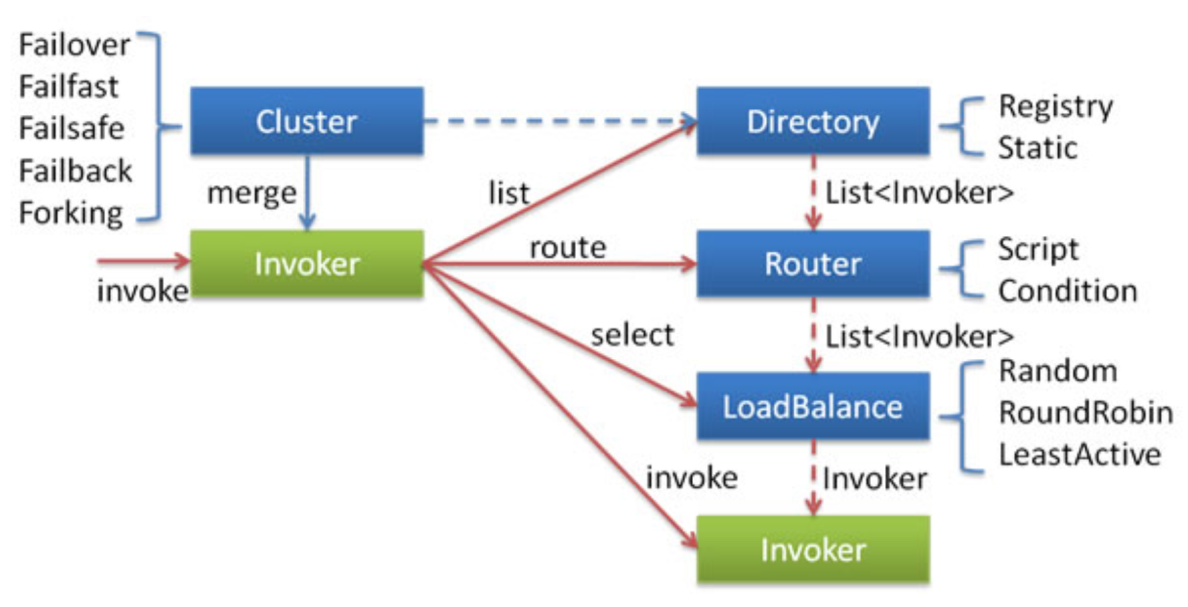 Failover
Failfast
Failsafe
Failback
Forking
Cluster
Directory
Registry
Static
merge
list
List<Invoker>
invoke
Invoker
route
Router
Script
Condition
select
List<Invoker>
LoadBalance
Random
RoundRobin
LeastActive
invoke
Invoker
Invoker